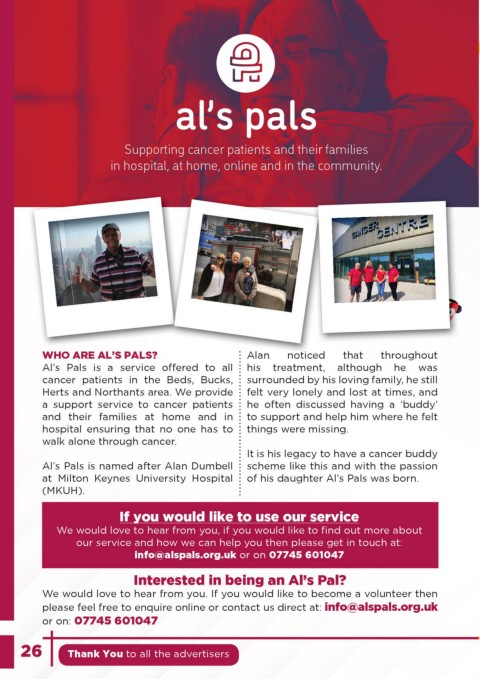 al's pals
Supporting cancer patients and their families
in hospital, at home, online and in the community.
CANCER
CENTRE
WHO ARE AL'S PALS?
Al's Pals is a service offered to all
cancer patients in the Beds, Bucks,
Herts and Northants area. We provide
a support service to cancer patients
and their families at home and in
hospital ensuring that no one has to
walk alone through cancer.
Al's Pals is named after Alan Dumbell
at Milton Keynes University Hospital
(MKUH).
Alan noticed that throughout
his treatment, although he was
surrounded by his loving family, he still
felt very lonely and lost at times, and
he often discussed having a 'buddy'
to support and help him where he felt
things were missing.
It is his legacy to have a cancer buddy
scheme like this and with the passion
of his daughter Al's Pals was born.
If you would like to use our service
We would love to hear from you, if you would like to find out more about
our service and how we can help you then please get in touch at:
info@alspals.org.uk or on 07745 601047
Interested in being an Al's Pal?
We would love to hear from you. If you would like to become a volunteer then
please feel free to enquire online or contact us direct at: info@alspals.org.uk
or on: 07745 601047
26
Thank You to all the advertisers